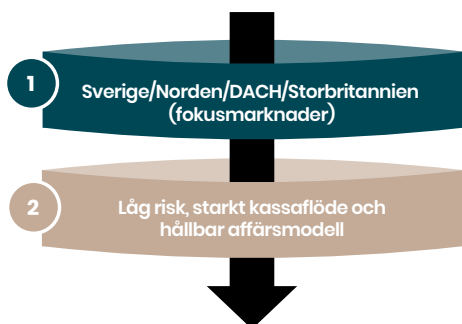 1
Sverige/Norden/DACH/Storbritannien
(fokusmarknader)
2
Låg risk, starkt kassaflöde och
hållbar affärsmodell